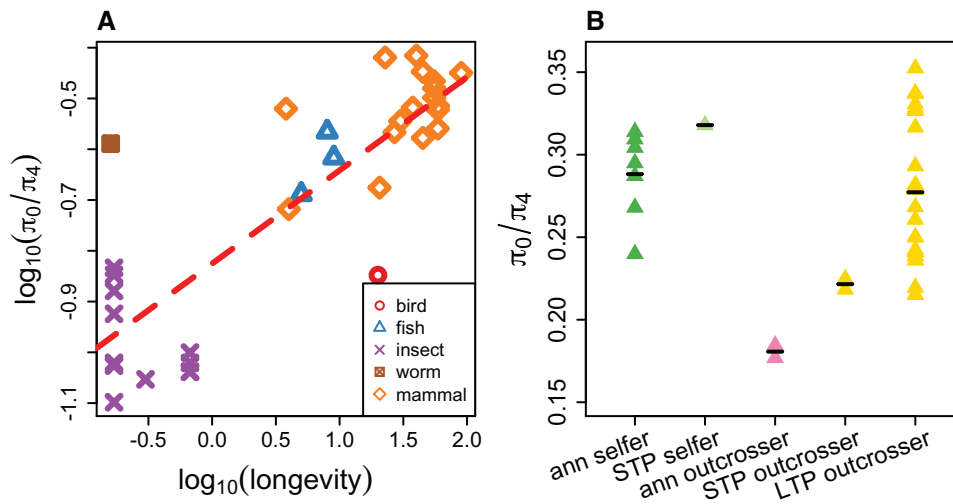 A
log₁₀(π₀/π₄)
-0.5
-0.7
-0.9
-1.1
-0.5
0.0
0.5
1.0
1.5
2.0
log₁₀(longevity)
bird
fish
insect
worm
mammal
B
π₀/π₄
0.35
0.30
0.25
0.20
0.15
ann selfer
STP selfer
ann outcrosser
STP outcrosser
LTP outcrosser